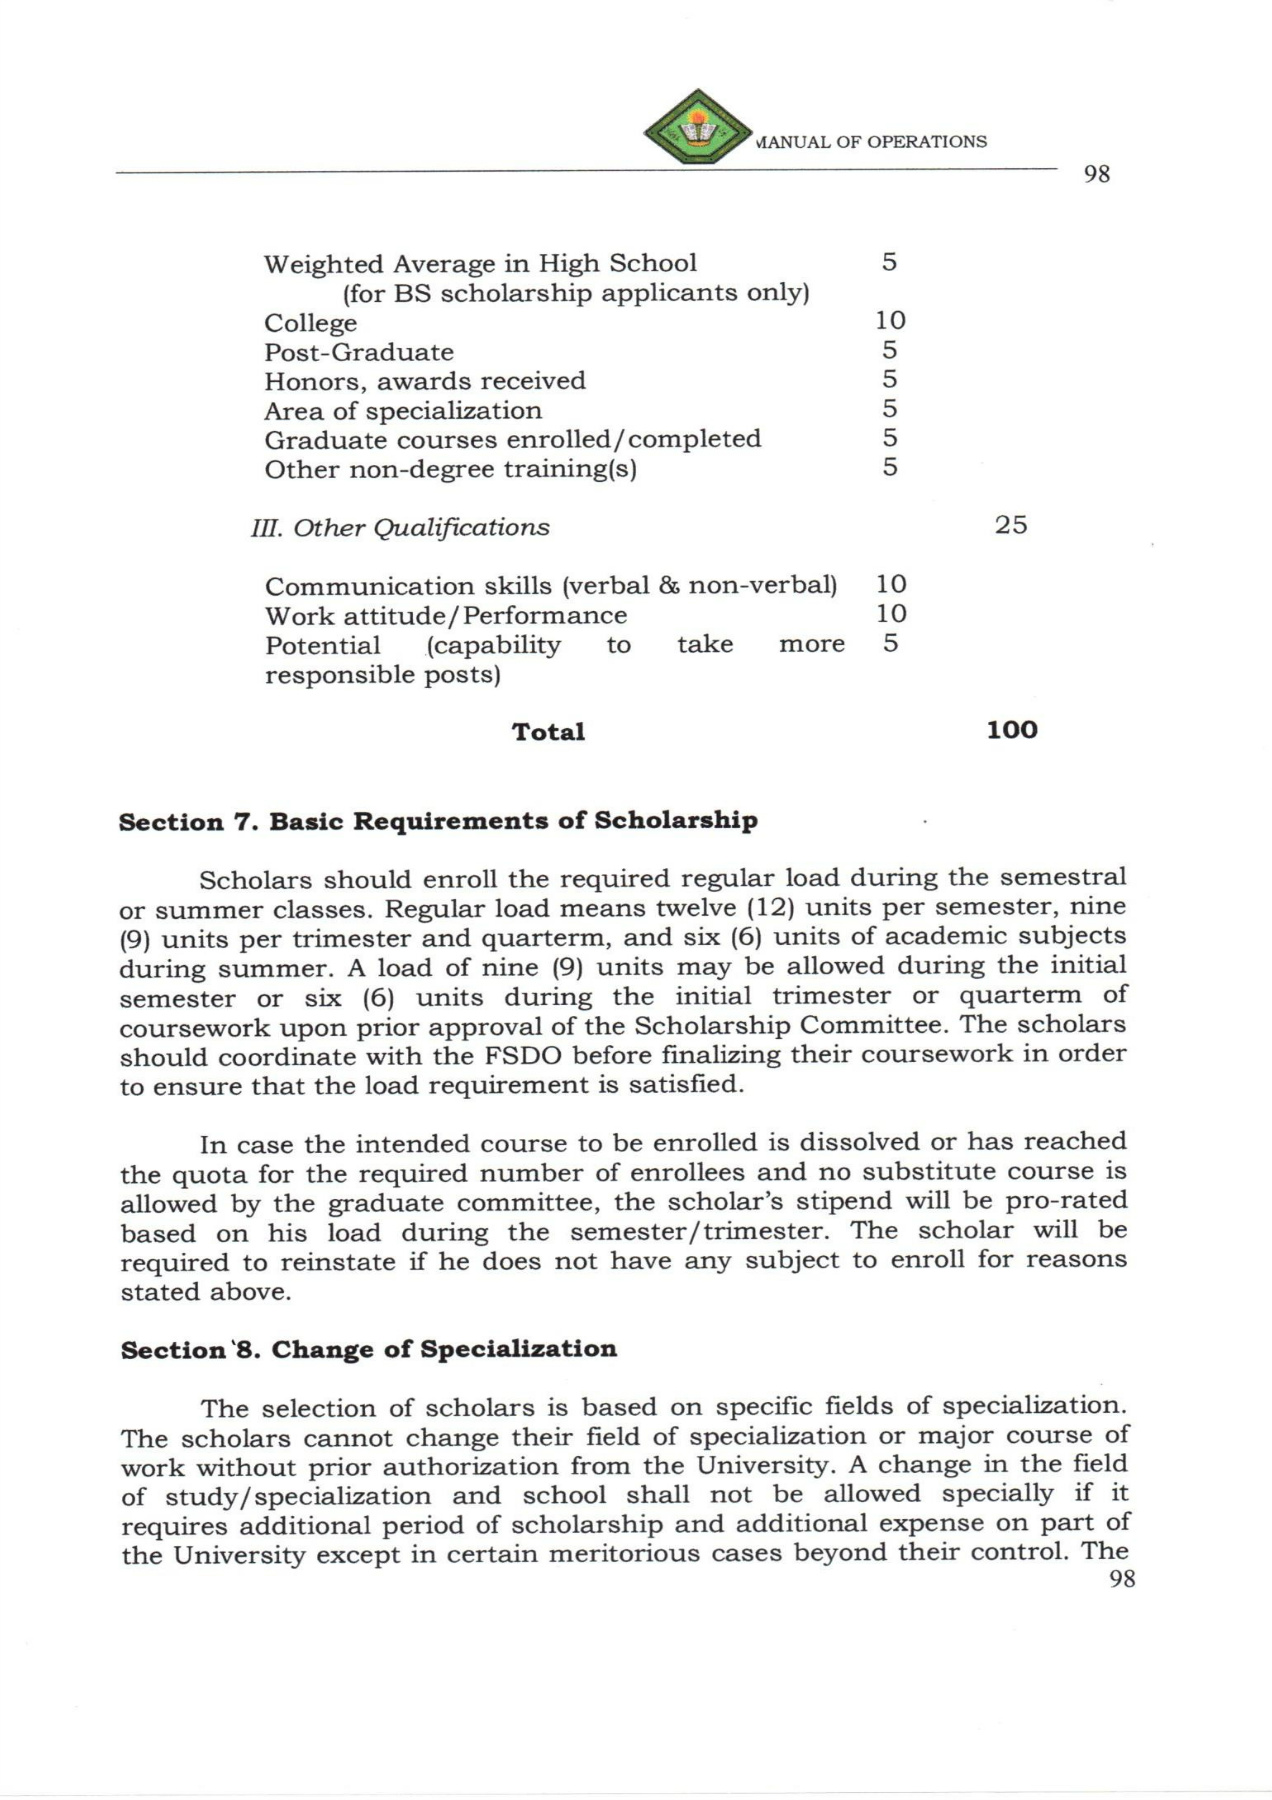 MANUAL OF OPERATIONS
98
Weighted Average in High School 5
(for BS scholarship applicants only)
College 10
Post-Graduate 5
Honors, awards received 5
Area of specialization 5
Graduate courses enrolled/completed 5
Other non-degree training(s) 5
III. Other Qualifications 25
Communication skills (verbal & non-verbal) 10
Work attitude/Performance 10
Potential (capability to take more 5
responsible posts)
Total 100
Section 7. Basic Requirements of Scholarship
Scholars should enroll the required regular load during the semestral
or summer classes. Regular load means twelve (12) units per semester, nine
(9) units per trimester and quarterm, and six (6) units of academic subjects
during summer. A load of nine (9) units may be allowed during the initial
semester or six (6) units during the initial trimester or quarterm of
coursework upon prior approval of the Scholarship Committee. The scholars
should coordinate with the FSDO before finalizing their coursework in order
to ensure that the load requirement is satisfied.
In case the intended course to be enrolled is dissolved or has reached
the quota for the required number of enrollees and no substitute course is
allowed by the graduate committee, the scholar's stipend will be pro-rated
based on his load during the semester/trimester. The scholar will be
required to reinstate if he does not have any subject to enroll for reasons
stated above.
Section 8. Change of Specialization
The selection of scholars is based on specific fields of specialization.
The scholars cannot change their field of specialization or major course of
work without prior authorization from the University. A change in the field
of study/specialization and school shall not be allowed specially if it
requires additional period of scholarship and additional expense on part of
the University except in certain meritorious cases beyond their control. The
98